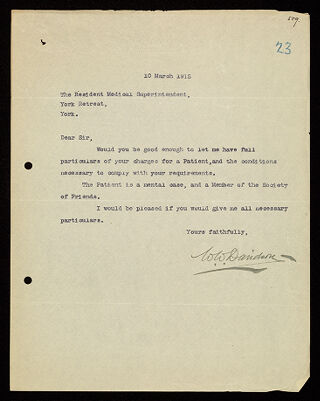 23
10 March 1915
The Resident Medical Superintendent,
York Retreat,
York.
Dear Sir,
Would you be good enough to let me have full
particulars of your charges for a Patient,and the conditions
necessary to comply with your requirements.
The Patient is a mental case, and a Member of the Society
of Friends.
I would be pleased if you would give me all necessary
particulars.
Yours faithfully,
W.W.Davidson